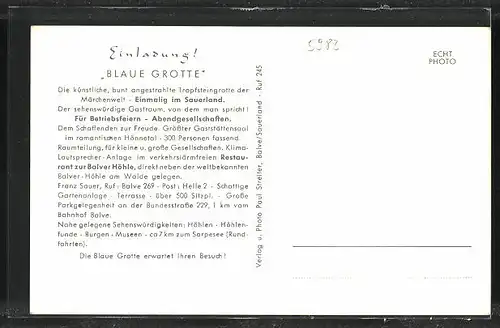 Einladung!
„BLAUE GROTTE"
Die künstliche, bunt angestrahlte Tropfsteingrotte der
Märchenwelt - Einmalig im Sauerland.
Der sehenswürdige Gastraum, von dem man spricht!
Für Betriebsfeiern - Abendgesellschaften.
Dem Schaffenden zur Freude. Größter Gaststättensaal
im romantischen Hönnetal - 300 Personen fassend.
Raumteilung, für kleine u. große Gesellschaften. Klima-
Lautsprecher-Anlage im verkehrslärmfreien Restau-
rant zur Balver Höhle, direkt neben der weltbekannten
Balver-Höhle am Walde gelegen.
Franz Sauer, Ruf: Balve 269 - Post: Helle 2 - Schattige
Gartenanlage - Terrasse - über 500 Sitzpl. - Große
Parkgelegenheit an der Bundesstraße 229, 1 km vom
Bahnhof Balve.
Nahe gelegene Sehenswürdigkeiten: Höhlen - Höhlen-
funde - Burgen - Museen - ca 7 km zum Sorpesee (Rund-
fahrten).
Die Blaue Grotte erwartet Ihren Besuch!
Verlag u. Photo Paul Streiter, Balve/Sauerland - Ruf 245
5982
ECHT
PHOTO